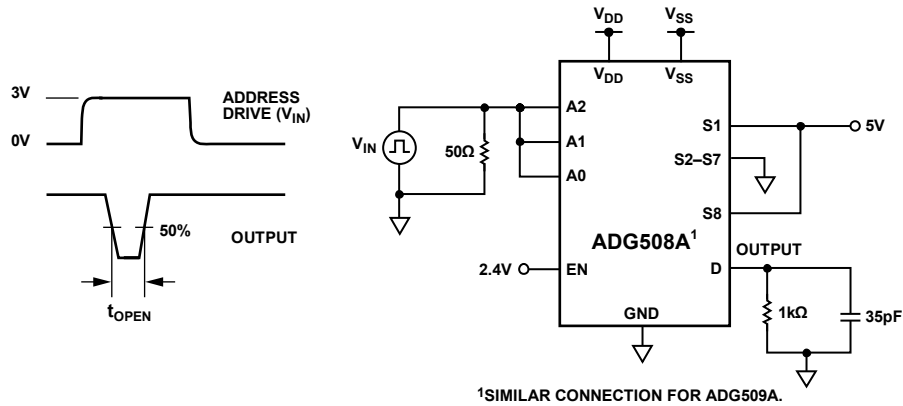 3V
0V
ADDRESS
DRIVE (VIN)
50%
OUTPUT
tOPEN
VDD
VSS
VDD
VSS
VIN
50Ω
A2
A1
A0
2.4V
EN
ADG508A1
GND
S1
S2–S7
S8
D
5V
OUTPUT
1kΩ
35pF
1SIMILAR CONNECTION FOR ADG509A.